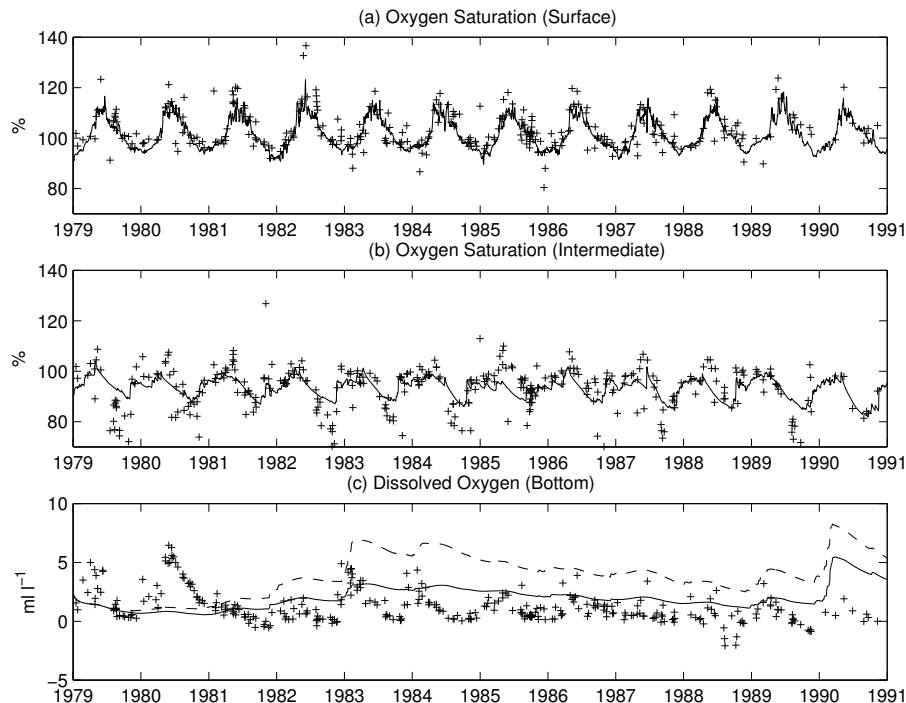 (a) Oxygen Saturation (Surface)
140
120
100
80
%
1979 1980 1981 1982 1983 1984 1985 1986 1987 1988 1989 1990 1991
(b) Oxygen Saturation (Intermediate)
140
120
100
80
%
1979 1980 1981 1982 1983 1984 1985 1986 1987 1988 1989 1990 1991
(c) Dissolved Oxygen (Bottom)
10
5
0
−5
ml l⁻¹
1979 1980 1981 1982 1983 1984 1985 1986 1987 1988 1989 1990 1991